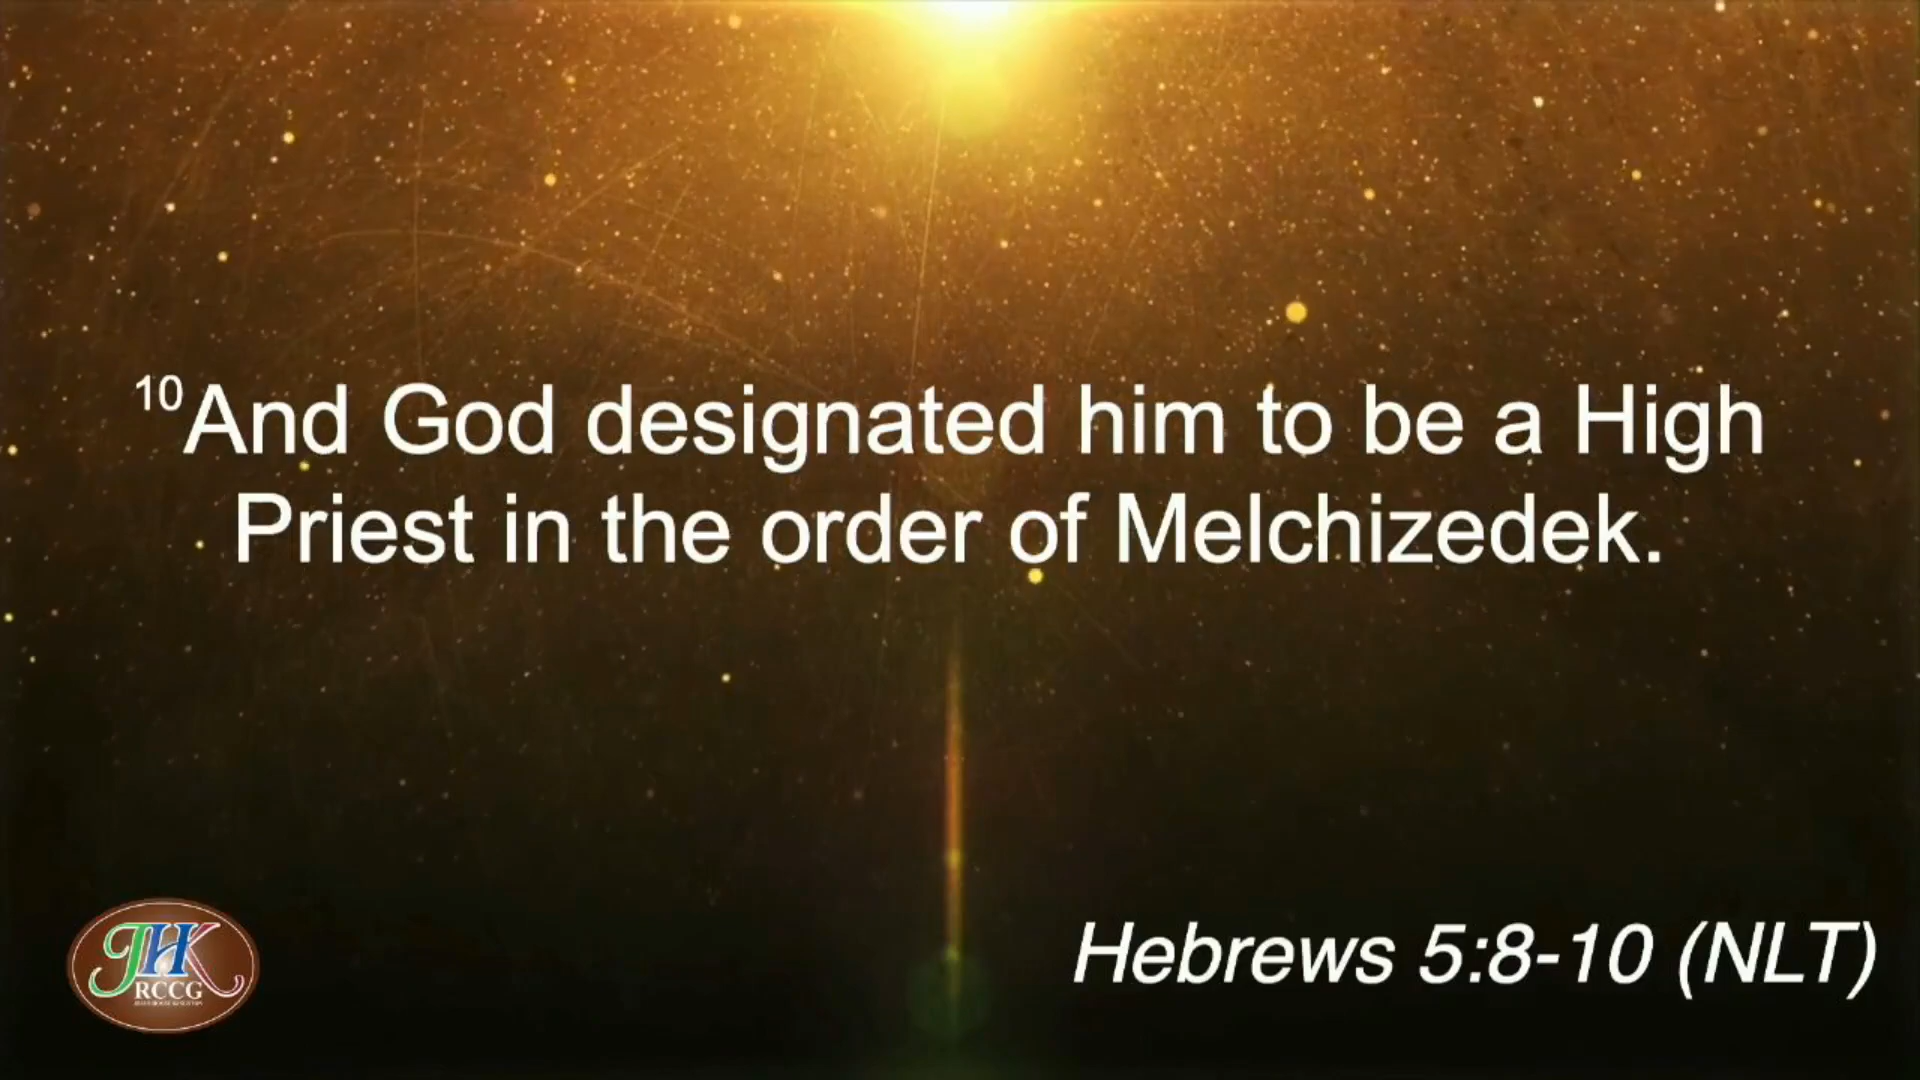 10And God designated him to be a High
Priest in the order of Melchizedek.
Hebrews 5:8-10 (NLT)
JHK
RCCG